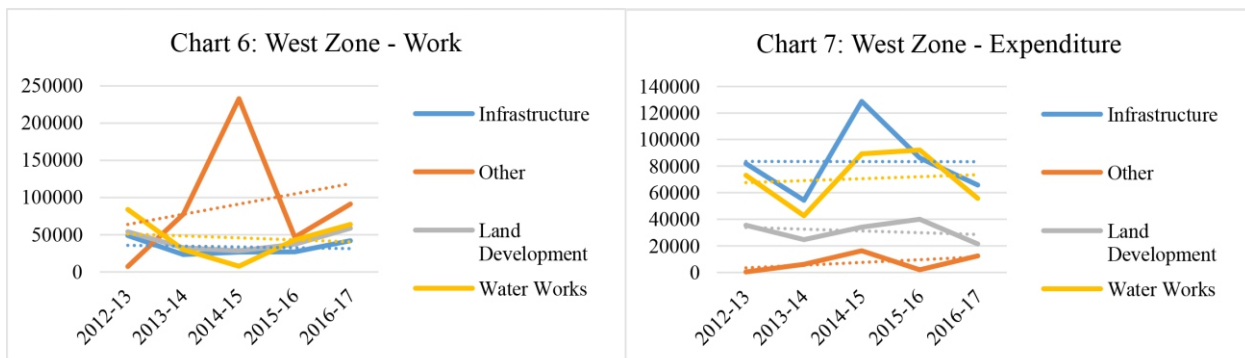 Chart 6: West Zone - Work
250000
200000
150000
100000
50000
0
2012-13
2013-14
2014-15
2015-16
2016-17
Infrastructure
Other
Land
Development
Water Works
Chart 7: West Zone - Expenditure
140000
120000
100000
80000
60000
40000
20000
0
2012-13
2013-14
2014-15
2015-16
2016-17
Infrastructure
Other
Land
Development
Water Works